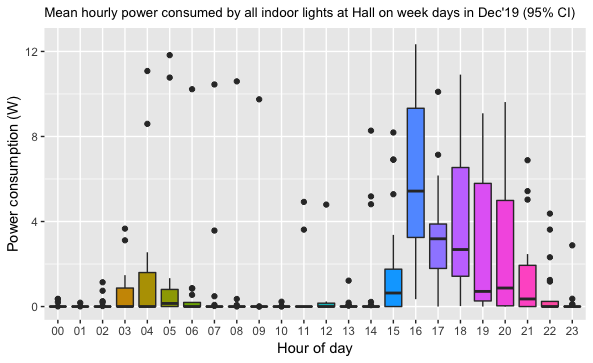 Mean hourly power consumed by all indoor lights at Hall on week days in Dec'19 (95% CI)
12
8
4
0
Power consumption (W)
00 01 02 03 04 05 06 07 08 09 10 11 12 13 14 15 16 17 18 19 20 21 22 23
Hour of day